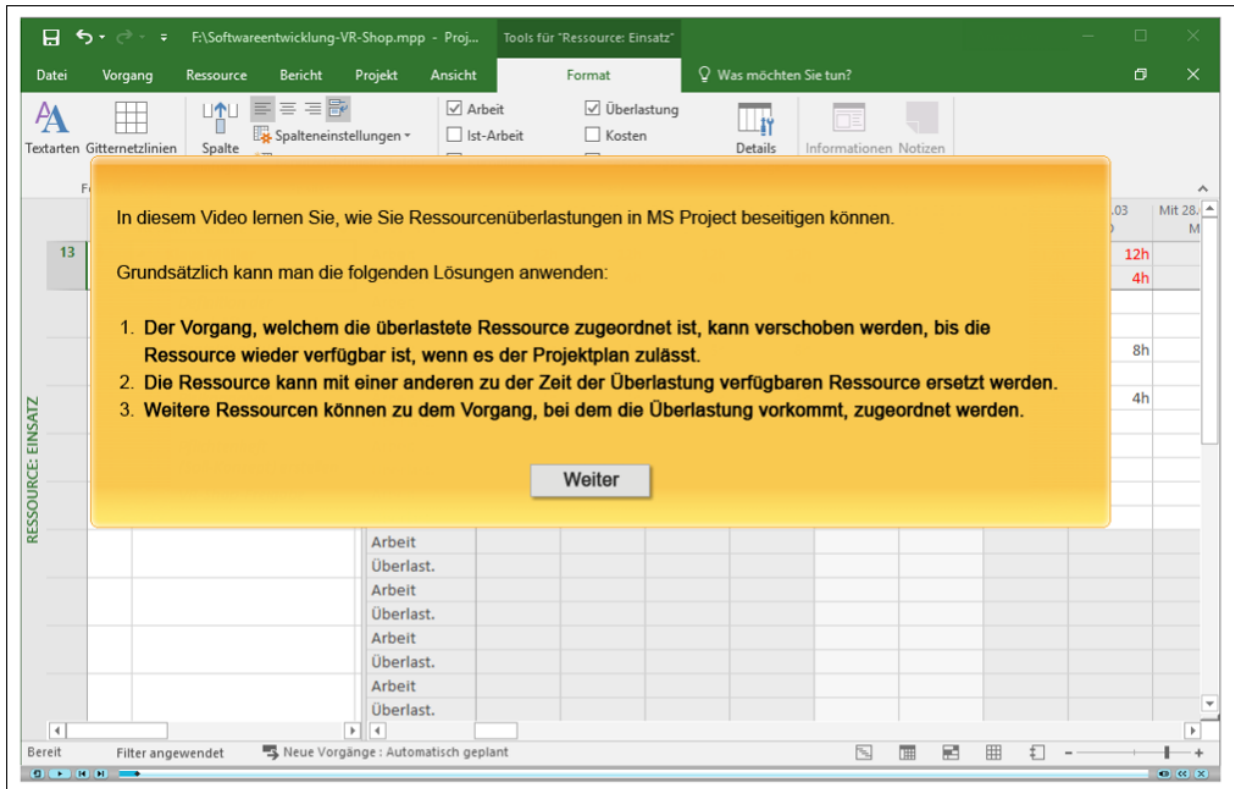 F:\Softwareentwicklung-VR-Shop.mpp - Proj... Tools für "Ressource: Einsatz"
Datei Vorgang Ressource Bericht Projekt Ansicht Format Was möchten Sie tun?
Arbeit Überlastung
Spalteneinstellungen Ist-Arbeit Kosten
Textarten Gitternetzlinien Spalte Details Informationen Notizen
In diesem Video lernen Sie, wie Sie Ressourcenüberlastungen in MS Project beseitigen können.
.03 Mit 28.
M
13 12h
Grundsätzlich kann man die folgenden Lösungen anwenden:
4h
1. Der Vorgang, welchem die überlastete Ressource zugeordnet ist, kann verschoben werden, bis die
Ressource wieder verfügbar ist, wenn es der Projektplan zulässt.
8h
2. Die Ressource kann mit einer anderen zu der Zeit der Überlastung verfügbaren Ressource ersetzt werden.
4h
3. Weitere Ressourcen können zu dem Vorgang, bei dem die Überlastung vorkommt, zugeordnet werden.
Weiter
RESSOURCE: EINSATZ
Arbeit
Überlast.
Arbeit
Überlast.
Arbeit
Überlast.
Arbeit
Überlast.
Bereit Filter angewendet Neue Vorgänge : Automatisch geplant